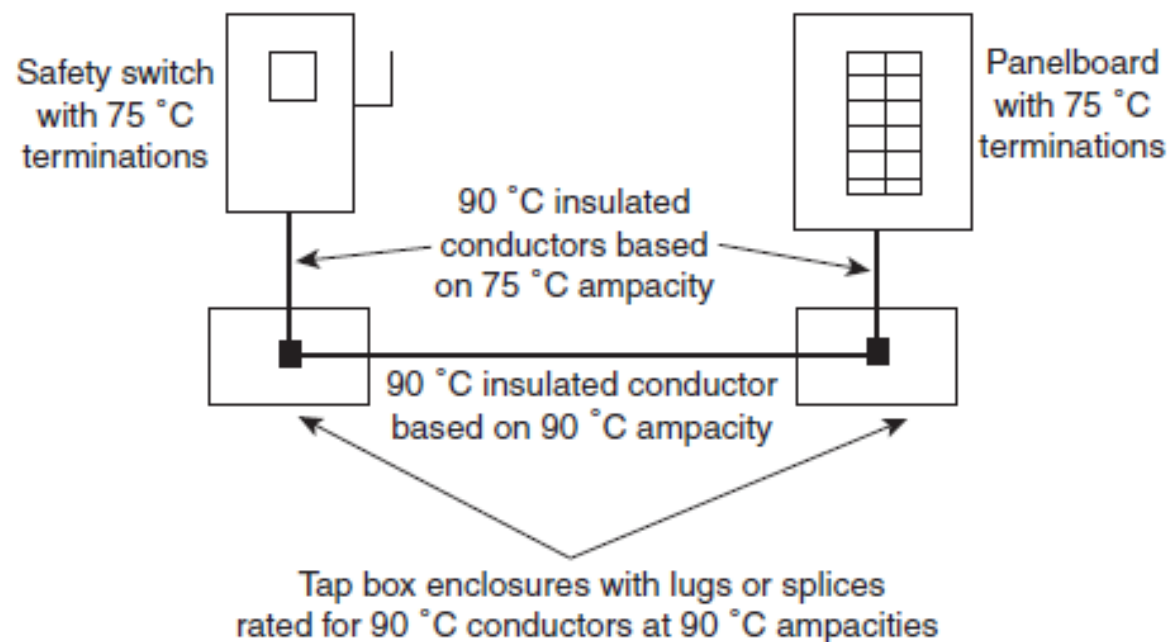 Safety switch
with 75 ˚C
terminations
Panelboard
with 75 ˚C
terminations
90 ˚C insulated
conductors based
on 75 ˚C ampacity
90 ˚C insulated conductor
based on 90 ˚C ampacity
Tap box enclosures with lugs or splices
rated for 90 ˚C conductors at 90 ˚C ampacities